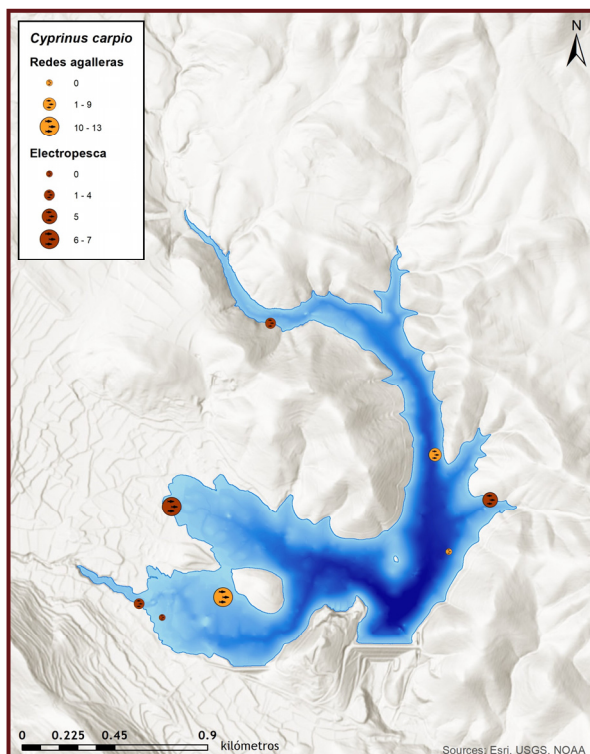 Cyprinus carpio
Redes agalleras
0
1 - 9
10 - 13
Electropesca
0
1 - 4
5
6 - 7
N
0 0.225 0.45 0.9
kilómetros
Sources: Esri, USGS, NOAA